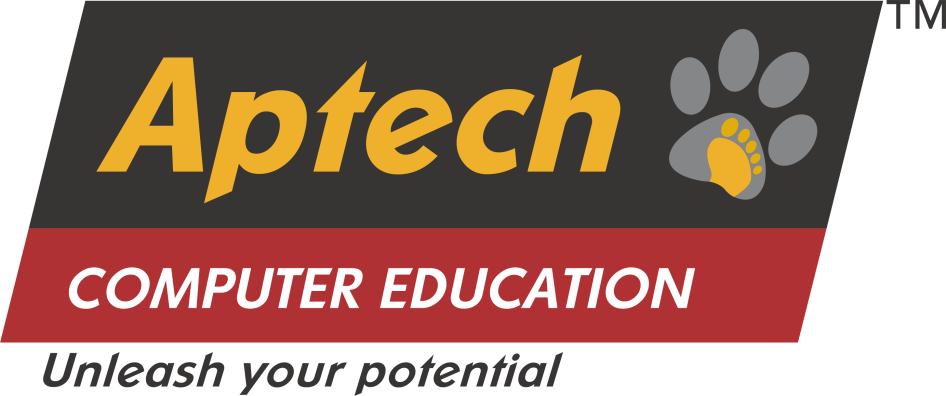 Aptech
TM
COMPUTER EDUCATION
Unleash your potential